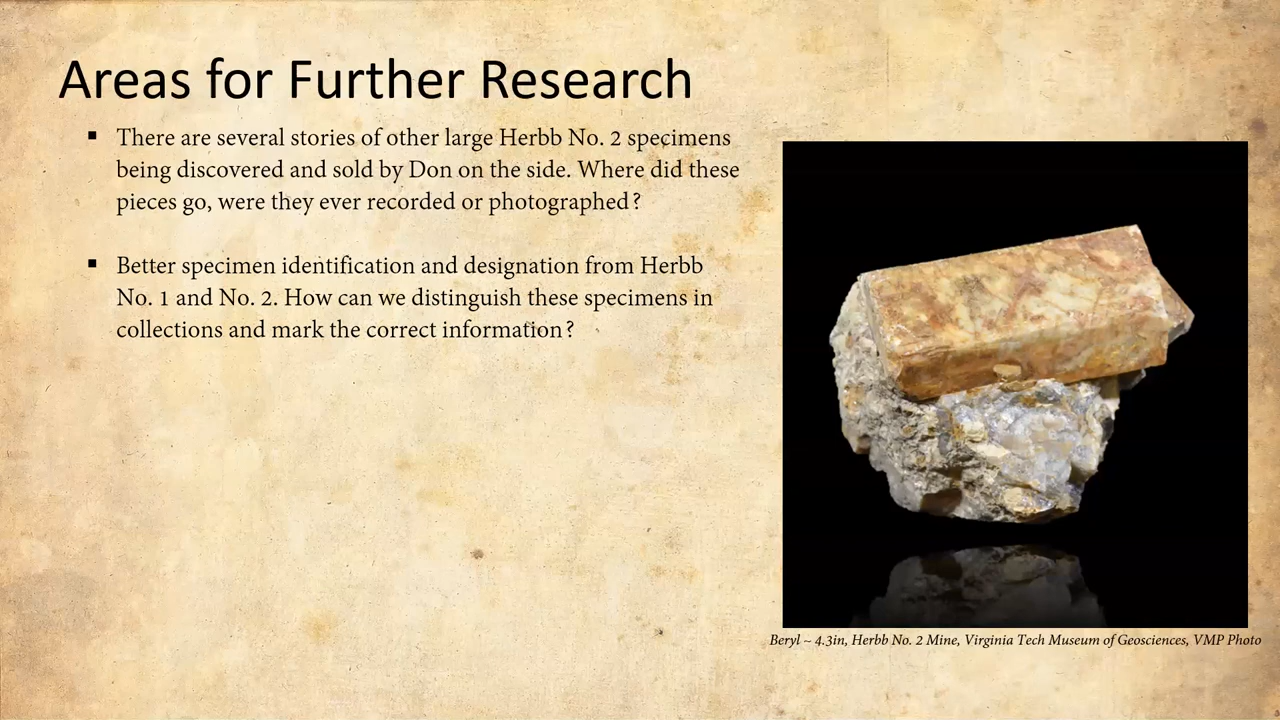 Areas for Further Research
▪ There are several stories of other large Herbb No. 2 specimens
being discovered and sold by Don on the side. Where did these
pieces go, were they ever recorded or photographed?
▪ Better specimen identification and designation from Herbb
No. 1 and No. 2. How can we distinguish these specimens in
collections and mark the correct information?
Beryl ~ 4.3in, Herbb No. 2 Mine, Virginia Tech Museum of Geosciences, VMP Photo